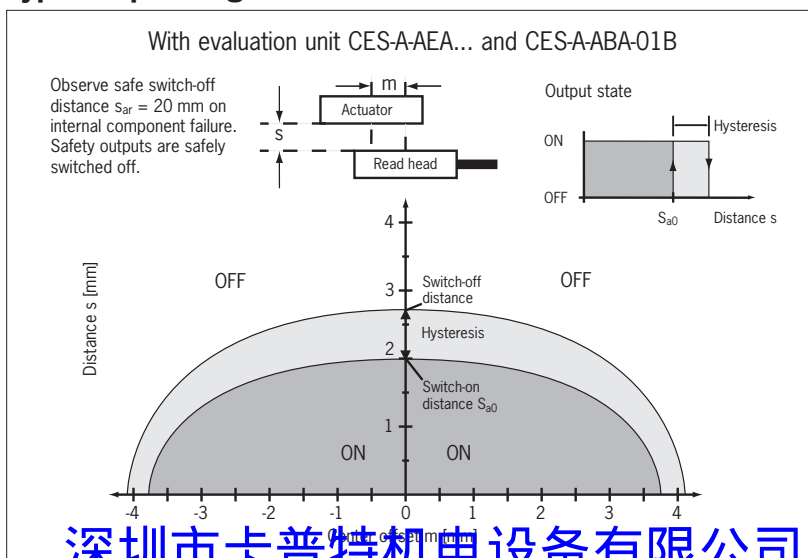 With evaluation unit CES-A-AEA... and CES-A-ABA-01B
Observe safe switch-off
distance sar = 20 mm on
internal component failure.
Safety outputs are safely
switched off.
m
Actuator
s
Read head
Output state
Hysteresis
ON
OFF
Sa0
Distance s
Distance s [mm]
4
3
2
1
OFF
OFF
Switch-off
distance
Hysteresis
Switch-on
distance Sa0
ON
ON
-4 -3 -2 -1 0 1 2 3 4
Center offset m [mm]
深圳市卡普特机电设备有限公司